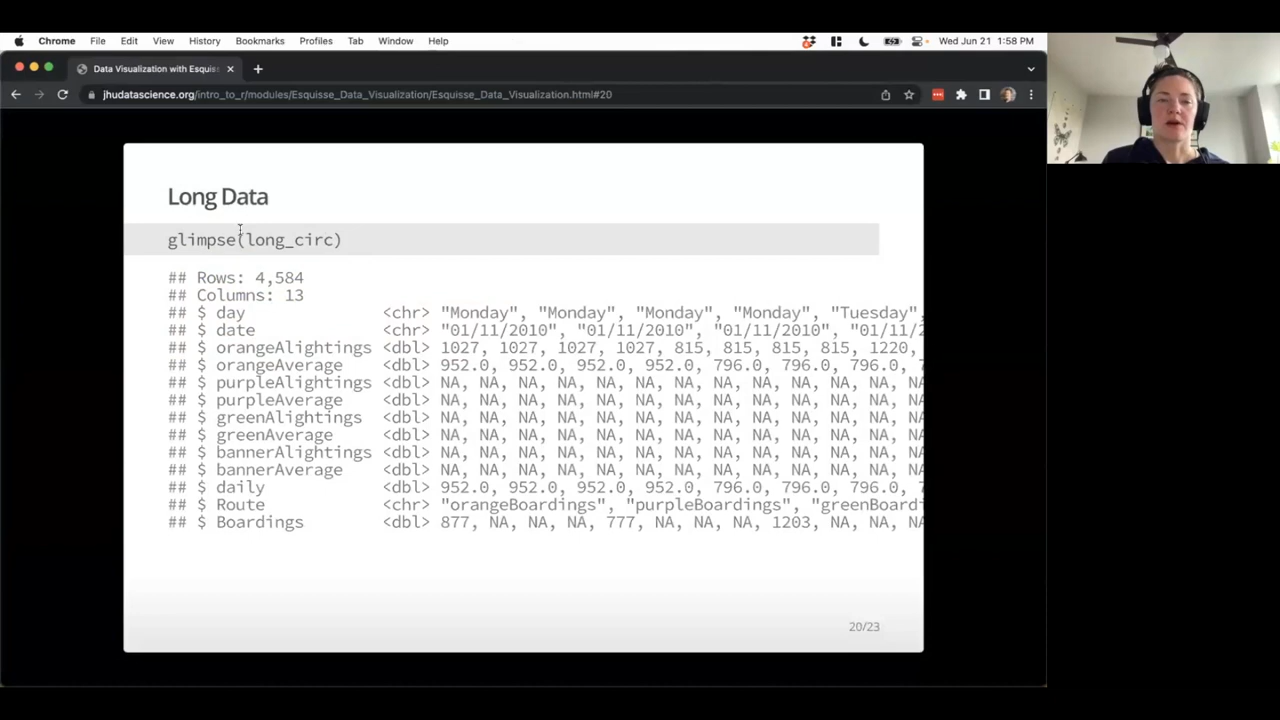 Chrome File Edit View History Bookmarks Profiles Tab Window Help Wed Jun 21 1:58 PM
Data Visualization with Esquiss
jhudatascience.org/intro_to_r/modules/Esquisse_Data_Visualization/Esquisse_Data_Visualization.html#20
Long Data
glimpse(long_circ)
## Rows: 4,584
## Columns: 13
## $ day <chr> "Monday", "Monday", "Monday", "Monday", "Tuesday",
## $ date <chr> "01/11/2010", "01/11/2010", "01/11/2010", "01/11/2
## $ orangeAlightings <dbl> 1027, 1027, 1027, 1027, 815, 815, 815, 815, 1220,
## $ orangeAverage <dbl> 952.0, 952.0, 952.0, 952.0, 796.0, 796.0, 796.0, 7
## $ purpleAlightings <dbl> NA, NA, NA, NA, NA, NA, NA, NA, NA, NA, NA, NA, NA
## $ purpleAverage <dbl> NA, NA, NA, NA, NA, NA, NA, NA, NA, NA, NA, NA, NA
## $ greenAlightings <dbl> NA, NA, NA, NA, NA, NA, NA, NA, NA, NA, NA, NA, NA
## $ greenAverage <dbl> NA, NA, NA, NA, NA, NA, NA, NA, NA, NA, NA, NA, NA
## $ bannerAlightings <dbl> NA, NA, NA, NA, NA, NA, NA, NA, NA, NA, NA, NA, NA
## $ bannerAverage <dbl> NA, NA, NA, NA, NA, NA, NA, NA, NA, NA, NA, NA, NA
## $ daily <dbl> 952.0, 952.0, 952.0, 952.0, 796.0, 796.0, 796.0, 7
## $ Route <chr> "orangeBoardings", "purpleBoardings", "greenBoardi
## $ Boardings <dbl> 877, NA, NA, NA, 777, NA, NA, NA, 1203, NA, NA, NA
20/23